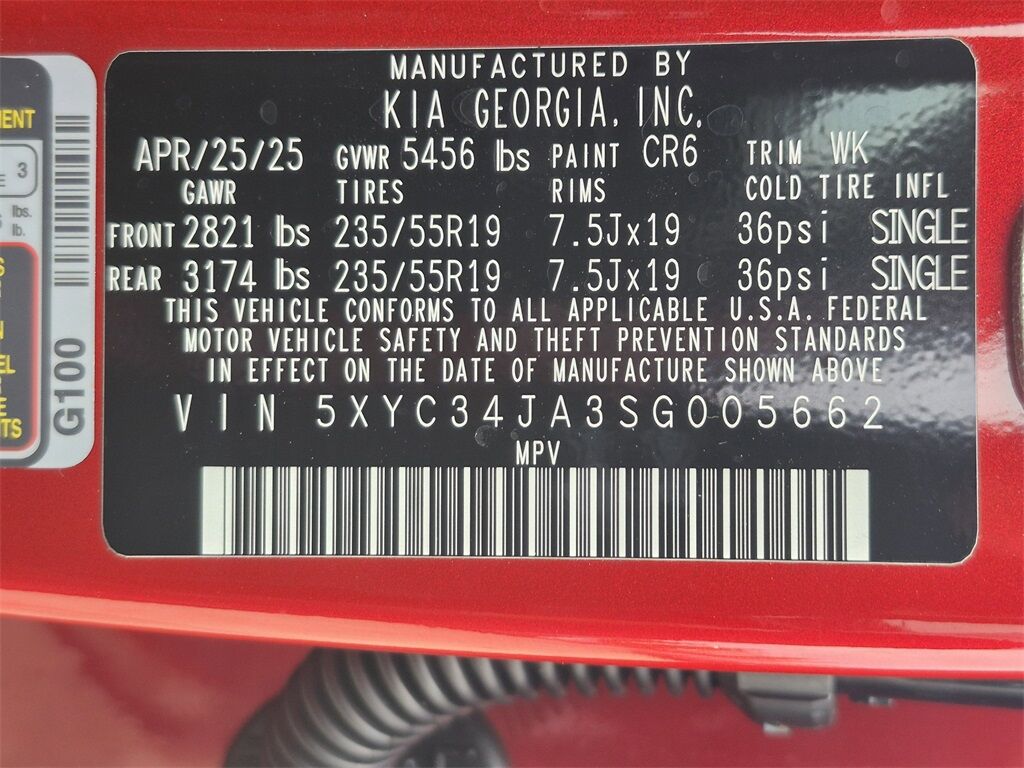 MANUFACTURED BY
KIA GEORGIA, INC.
APR/25/25 GVWR 5456 lbs PAINT CR6 TRIM WK
GAWR TIRES RIMS COLD TIRE INFL
FRONT 2821 lbs 235/55R19 7.5Jx19 36psi SINGLE
REAR 3174 lbs 235/55R19 7.5Jx19 36psi SINGLE
THIS VEHICLE CONFORMS TO ALL APPLICABLE U.S.A. FEDERAL
MOTOR VEHICLE SAFETY AND THEFT PREVENTION STANDARDS
IN EFFECT ON THE DATE OF MANUFACTURE SHOWN ABOVE
VIN 5XYC34JA3SG005662
MPV
3
lbs.
lb.
G100